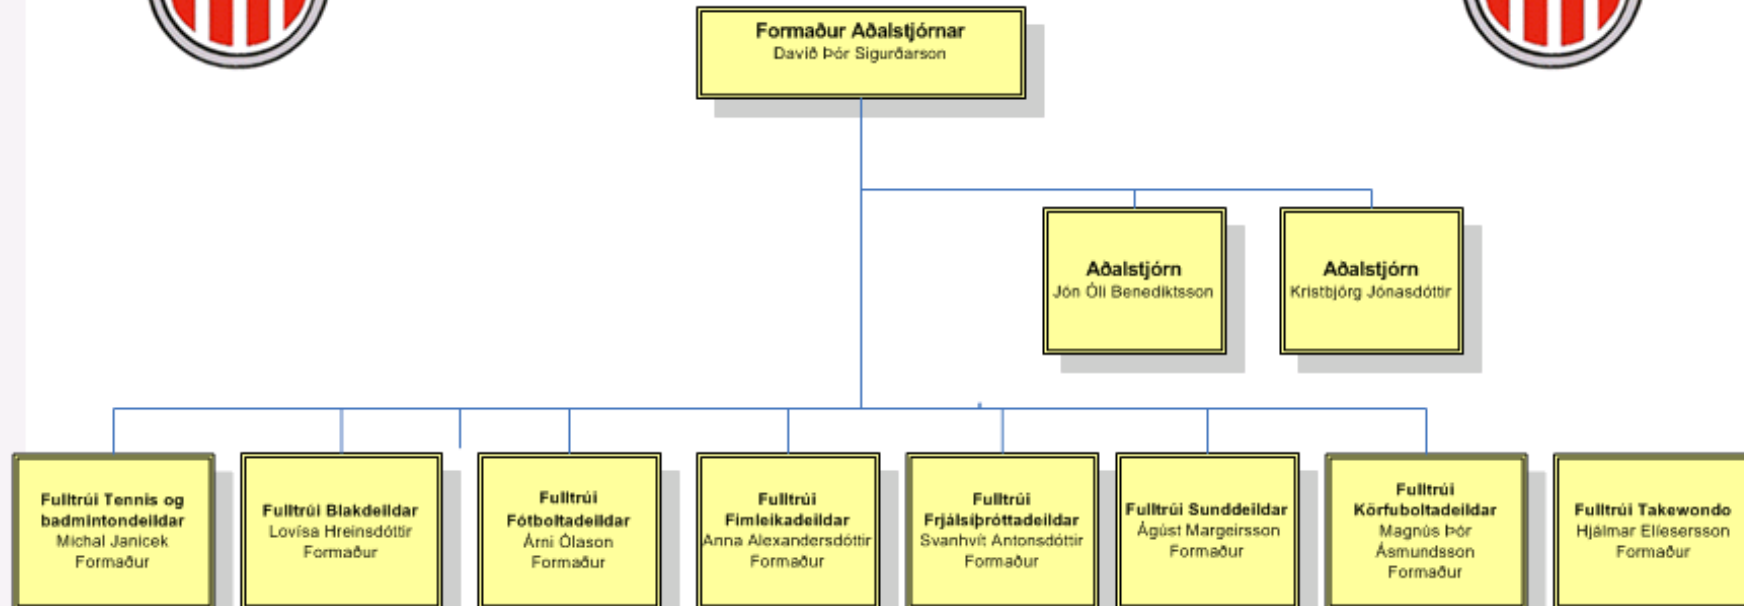 Formaður Aðalstjórnar
Davíð Þór Sigurðarson
Aðalstjórn
Jón Óli Benediktsson
Aðalstjórn
Kristbjörg Jónasdóttir
Fulltrúi Tennis og
badmintondeildar
Michal Janicek
Formaður
Fulltrúi Blakdeildar
Lovísa Hreinsdóttir
Formaður
Fulltrúi
Fótboltadeildar
Árni Ólason
Formaður
Fulltrúi
Fimleikadeildar
Anna Alexandersdóttir
Formaður
Fulltrúi
Frjálsíþróttadeildar
Svanhvít Antonsdóttir
Formaður
Fulltrúi Sunddeildar
Ágúst Margeirsson
Formaður
Fulltrúi
Körfuboltadeildar
Magnús Þór
Ásmundsson
Formaður
Fulltrúi Takewondo
Hjálmar Elíesersson
Formaður